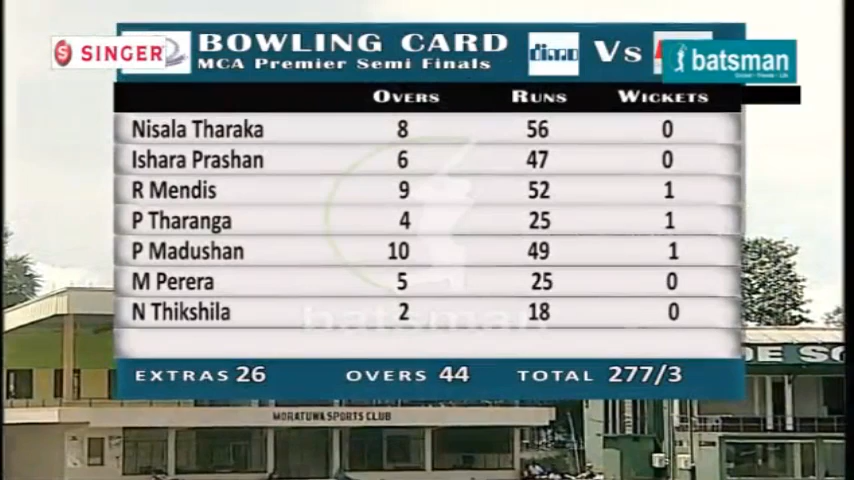 SINGER
BOWLING CARD
MCA PREMIER SEMI FINALS
dimo VS
batsman
OVERS RUNS WICKETS
Nisala Tharaka 8 56 0
Ishara Prashan 6 47 0
R Mendis 9 52 1
P Tharanga 4 25 1
P Madushan 10 49 1
M Perera 5 25 0
N Thikshila 2 18 0
batsman
EXTRAS 26 OVERS 44 TOTAL 277/3
MORATUWA SPORTS CLUB